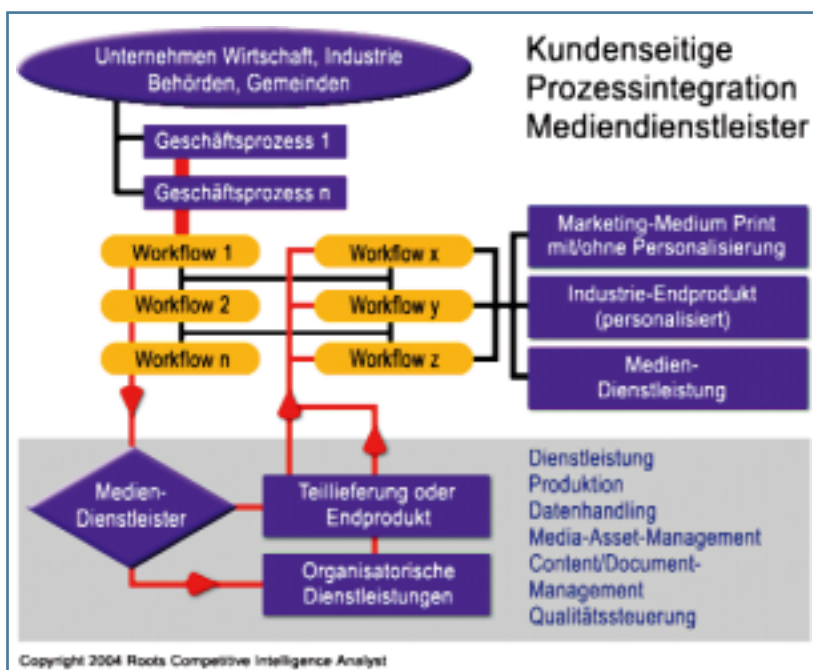 Unternehmen Wirtschaft, Industrie
Behörden, Gemeinden
Kundenseitige
Prozessintegration
Mediendienstleister
Geschäftsprozess 1
Geschäftsprozess n
Workflow 1
Workflow x
Workflow 2
Workflow y
Workflow n
Workflow z
Marketing-Medium Print
mit/ohne Personalisierung
Industrie-Endprodukt
(personalisiert)
Medien-
Dienstleistung
Medien-
Dienstleister
Teillieferung oder
Endprodukt
Organisatorische
Dienstleistungen
Dienstleistung
Produktion
Datenhandling
Media-Asset-Management
Content/Document-
Management
Qualitätssteuerung
Copyright 2004 Roots Competitive Intelligence Analyst